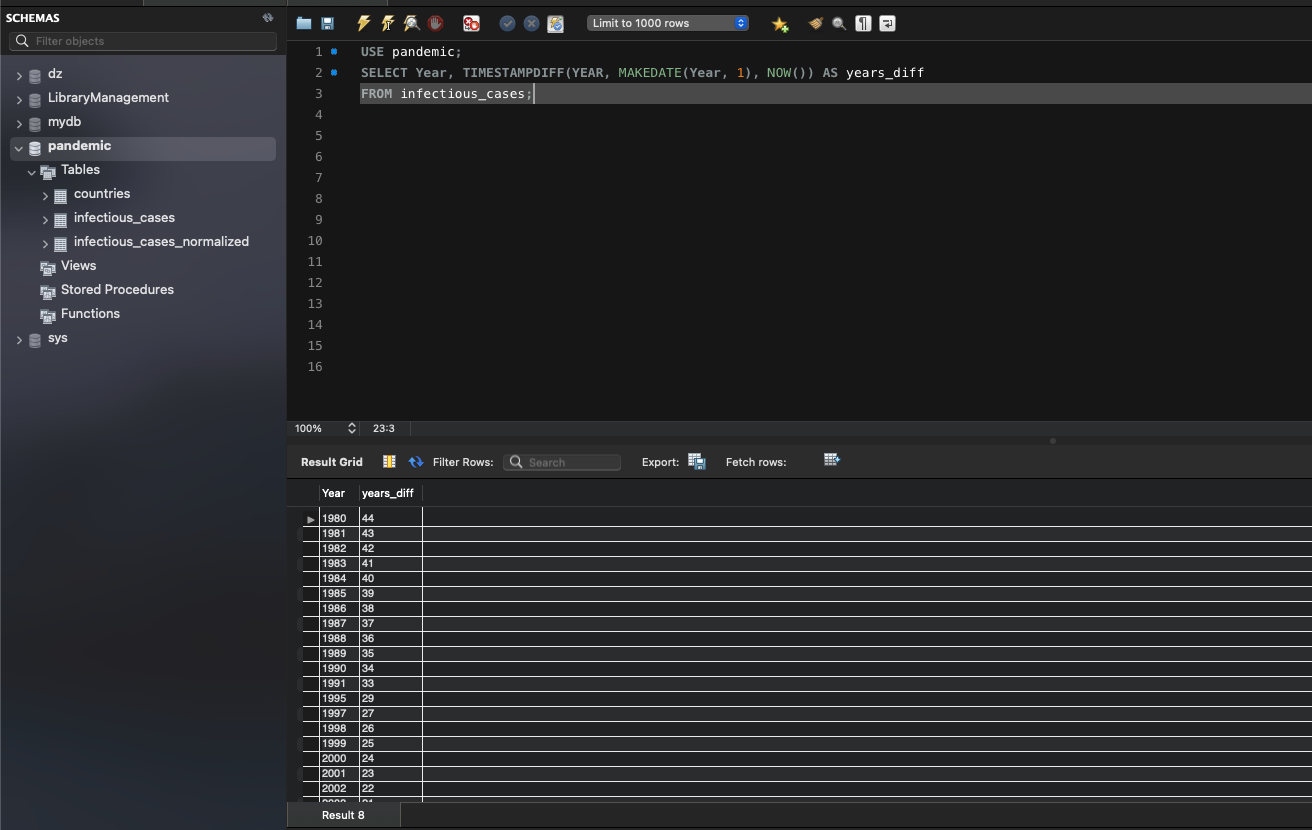 SCHEMAS
Filter objects
dz
LibraryManagement
mydb
pandemic
Tables
countries
infectious_cases
infectious_cases_normalized
Views
Stored Procedures
Functions
sys
Limit to 1000 rows
1 USE pandemic;
2 SELECT Year, TIMESTAMPDIFF(YEAR, MAKEDATE(Year, 1), NOW()) AS years_diff
3 FROM infectious_cases;
4
5
6
7
8
9
10
11
12
13
14
15
16
100% 23:3
Result Grid Filter Rows: Search Export: Fetch rows:
Year years_diff
1980 44
1981 43
1982 42
1983 41
1984 40
1985 39
1986 38
1987 37
1988 36
1989 35
1990 34
1991 33
1995 29
1997 27
1998 26
1999 25
2000 24
2001 23
2002 22
Result 8